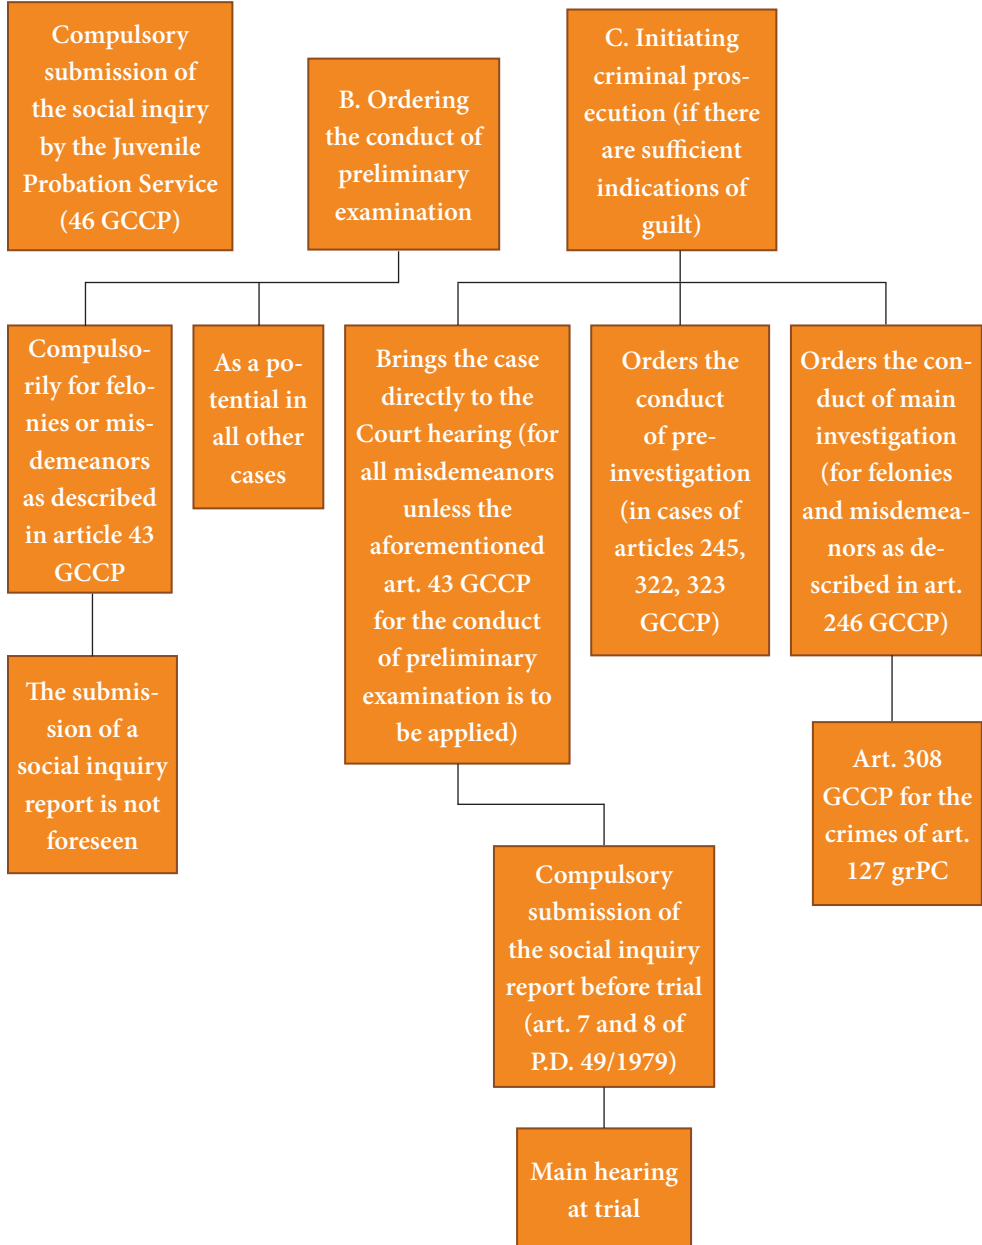 Compulsory
submission of
the social inqiry
by the Juvenile
Probation Service
(46 GCCP)
B. Ordering
the conduct of
preliminary
examination
C. Initiating
criminal pros-
ecution (if there
are sufficient
indications of
guilt)
Compulso-
rily for felo-
nies or mis-
demeanors
as described
in article 43
GCCP
As a po-
tential in
all other
cases
Brings the case
directly to the
Court hearing (for
all misdemeanors
unless the
aforementioned
art. 43 GCCP
for the conduct
of preliminary
examination is to
be applied)
Orders the
conduct
of pre-
investigation
(in cases of
articles 245,
322, 323
GCCP)
Orders the con-
duct of main
investigation
(for felonies
and misdemea-
nors as de-
scribed in art.
246 GCCP)
The submis-
sion of a
social inquiry
report is not
foreseen
Art. 308
GCCP for the
crimes of art.
127 grPC
Compulsory
submission of
the social inquiry
report before trial
(art. 7 and 8 of
P.D. 49/1979)
Main hearing
at trial